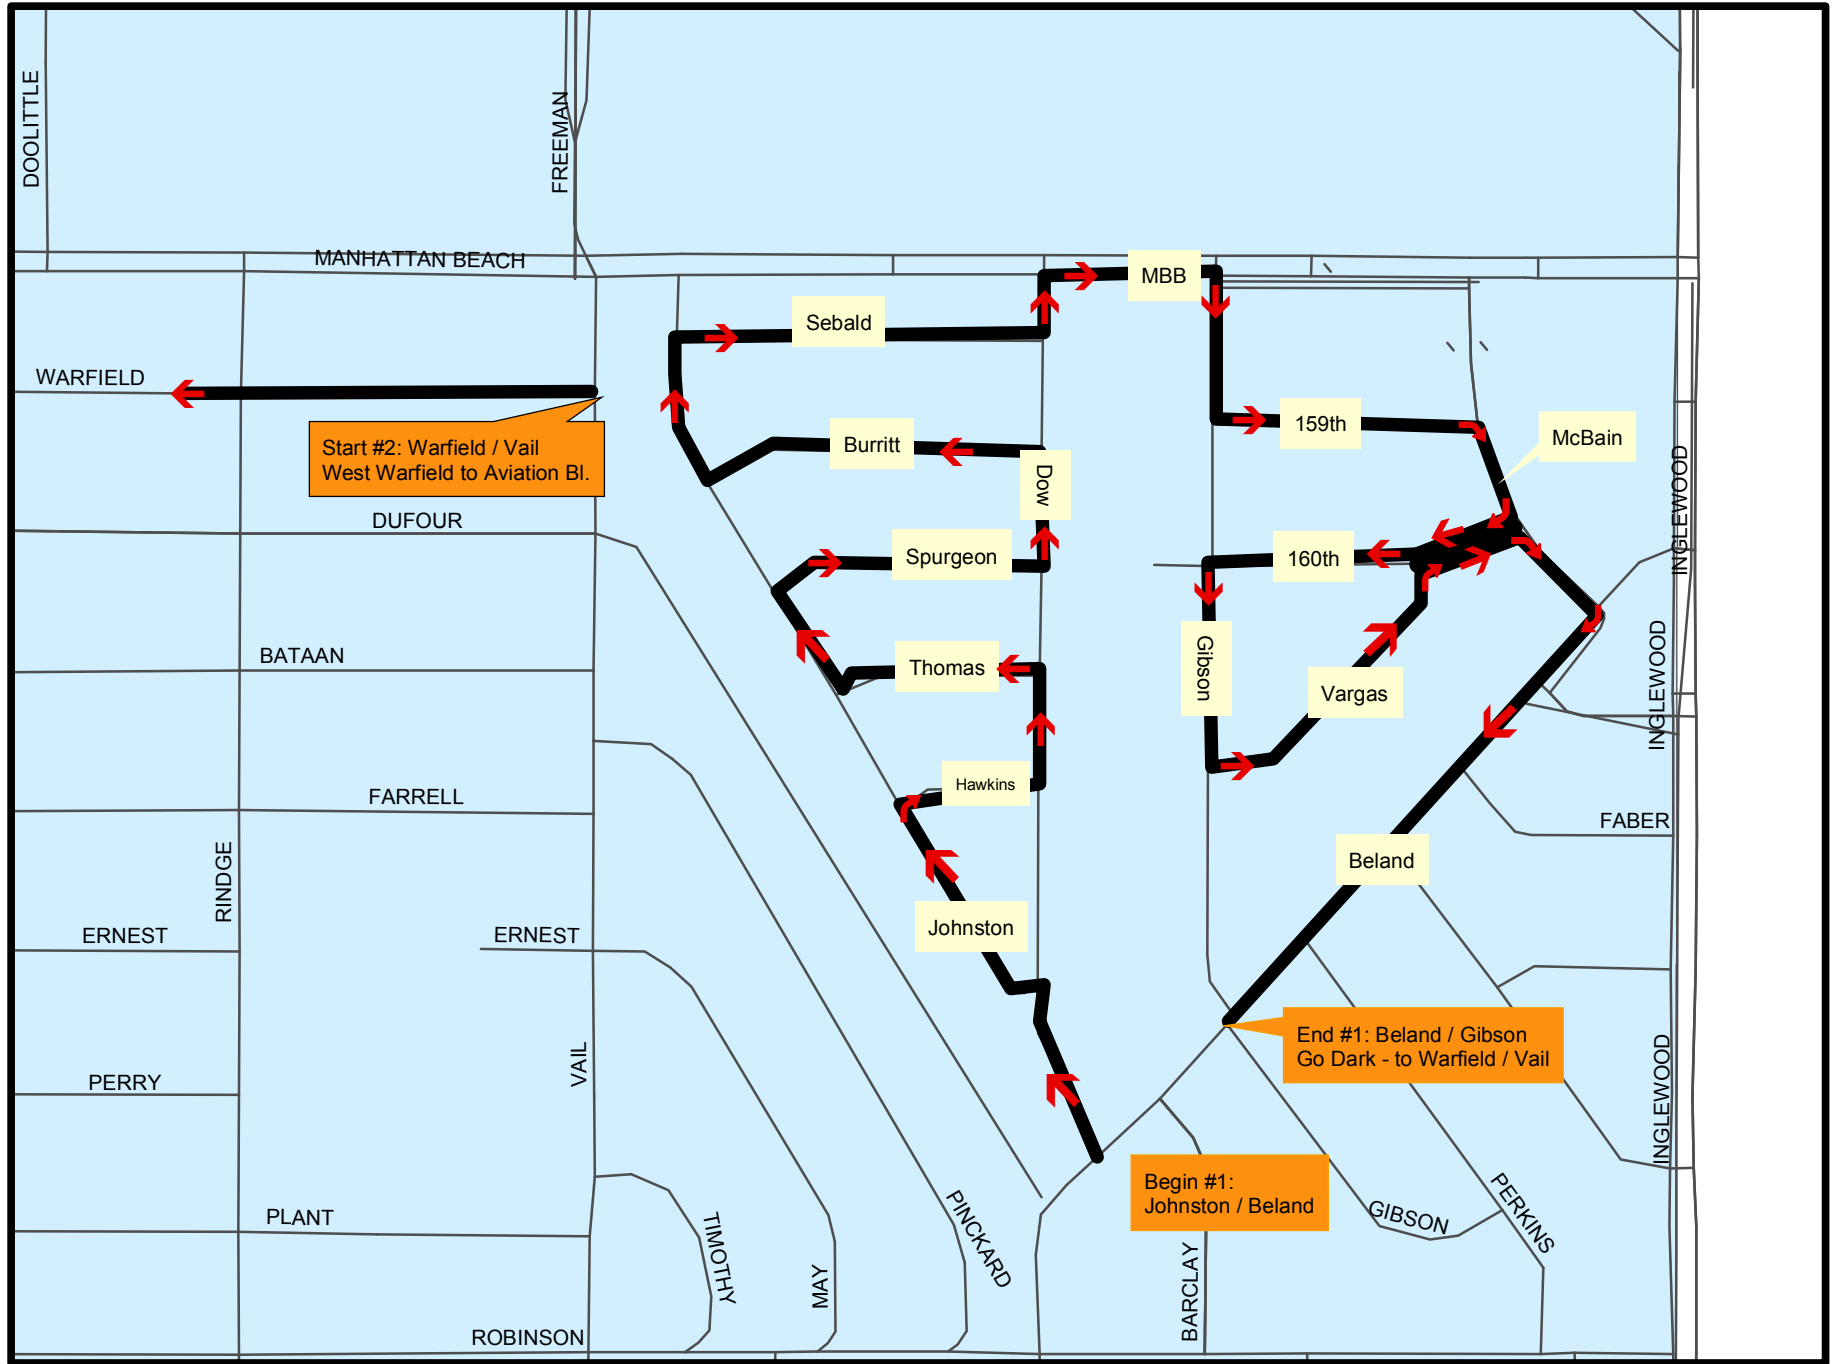 DOOLITTLE
FREEMAN
MANHATTAN BEACH
MBB
Sebald
WARFIELD
Start #2: Warfield / Vail
West Warfield to Aviation Bl.
Burritt
Dow
159th
McBain
INGLEWOOD
DUFOUR
Spurgeon
160th
BATAAN
Thomas
Gibson
Vargas
INGLEWOOD
FARRELL
Hawkins
FABER
RINDGE
Beland
ERNEST
ERNEST
Johnston
End #1: Beland / Gibson
Go Dark - to Warfield / Vail
VAIL
PERRY
INGLEWOOD
Begin #1:
Johnston / Beland
PLANT
TIMOTHY
MAY
PINCKARD
BARCLAY
GIBSON
PERKINS
ROBINSON